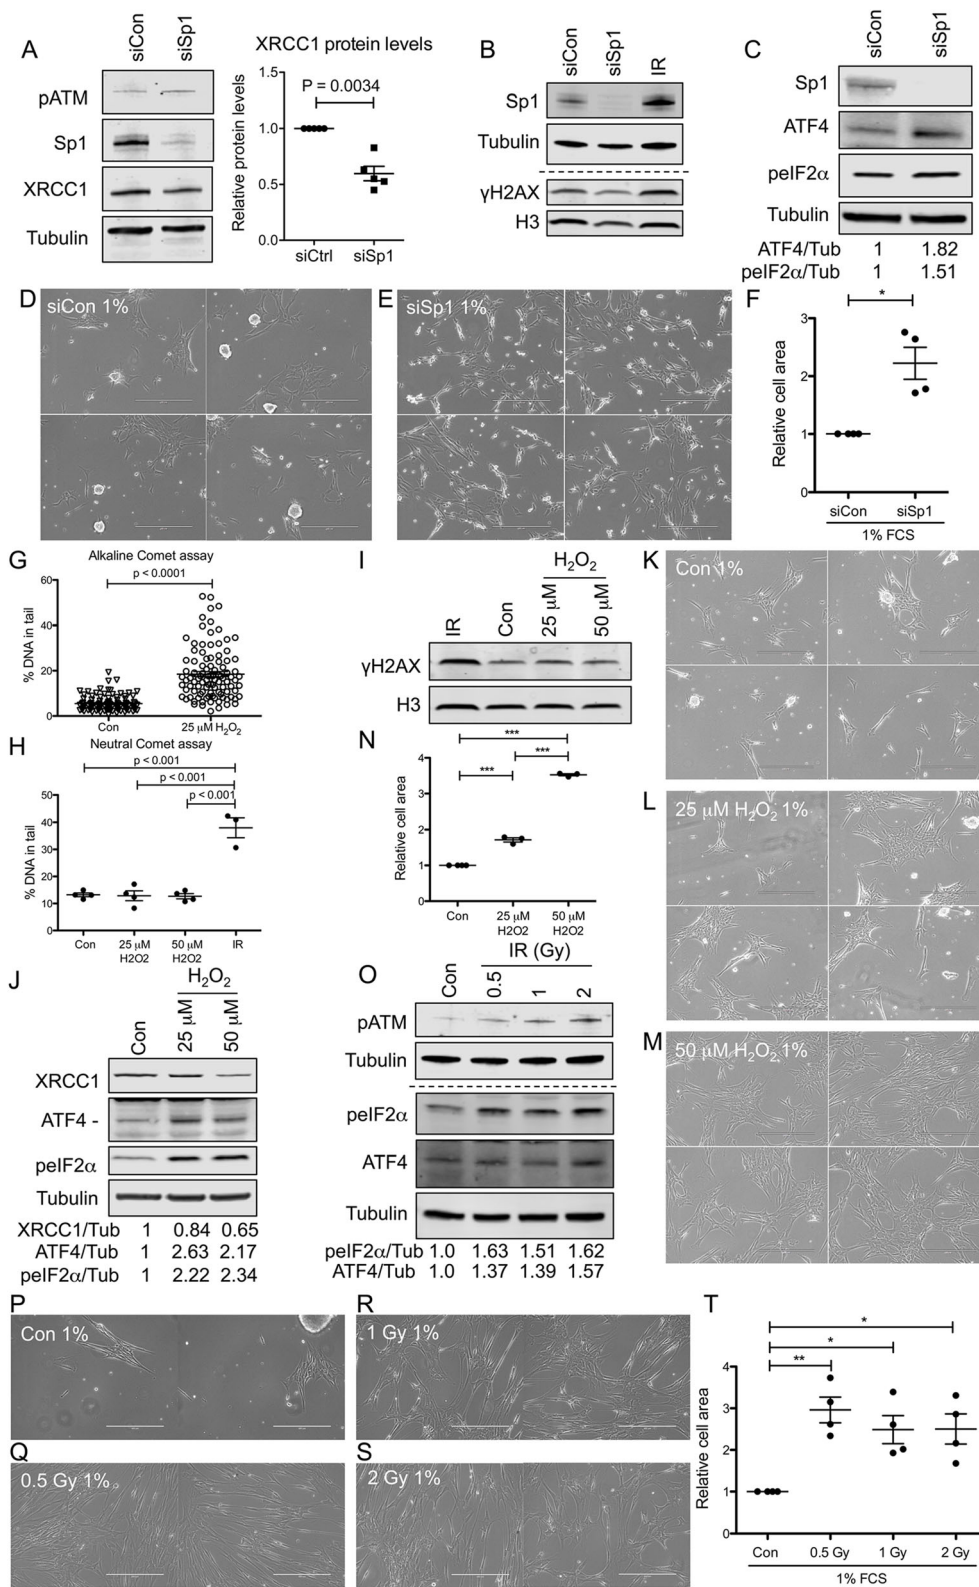 A
siCon
siSp1
pATM
Sp1
XRCC1
Tubulin
XRCC1 protein levels
P = 0.0034
Relative protein levels
1.5
1.0
0.5
0.0
siCtrl siSp1
B
siCon
siSp1
IR
Sp1
Tubulin
γH2AX
H3
C
siCon
siSp1
Sp1
ATF4
peIF2α
Tubulin
ATF4/Tub 1 1.82
peIF2α/Tub 1 1.51
D
siCon 1%
E
siSp1 1%
F
*
Relative cell area
3
2
1
0
siCon siSp1
1% FCS
G
Alkaline Comet assay
p < 0.0001
% DNA in tail
60
40
20
0
Con 25 μM H2O2
H
Neutral Comet assay
p < 0.001
p < 0.001
p < 0.001
% DNA in tail
50
40
30
20
10
0
Con 25 μM H2O2 50 μM H2O2 IR
I
H2O2
IR
Con
25 μM
50 μM
γH2AX
H3
N
***
*** ***
Relative cell area
4
3
2
1
0
Con 25 μM H2O2 50 μM H2O2
K
Con 1%
L
25 μM H2O2 1%
M
50 μM H2O2 1%
J
H2O2
Con
25 μM
50 μM
XRCC1
ATF4 -
peIF2α
Tubulin
XRCC1/Tub 1 0.84 0.65
ATF4/Tub 1 2.63 2.17
peIF2α/Tub 1 2.22 2.34
O
IR (Gy)
Con
0.5
1
2
pATM
Tubulin
peIF2α
ATF4
Tubulin
peIF2α/Tub 1.0 1.63 1.51 1.62
ATF4/Tub 1.0 1.37 1.39 1.57
P
Con 1%
Q
0.5 Gy 1%
R
1 Gy 1%
S
2 Gy 1%
T
*
*
**
Relative cell area
4
3
2
1
0
Con 0.5 Gy 1 Gy 2 Gy
1% FCS